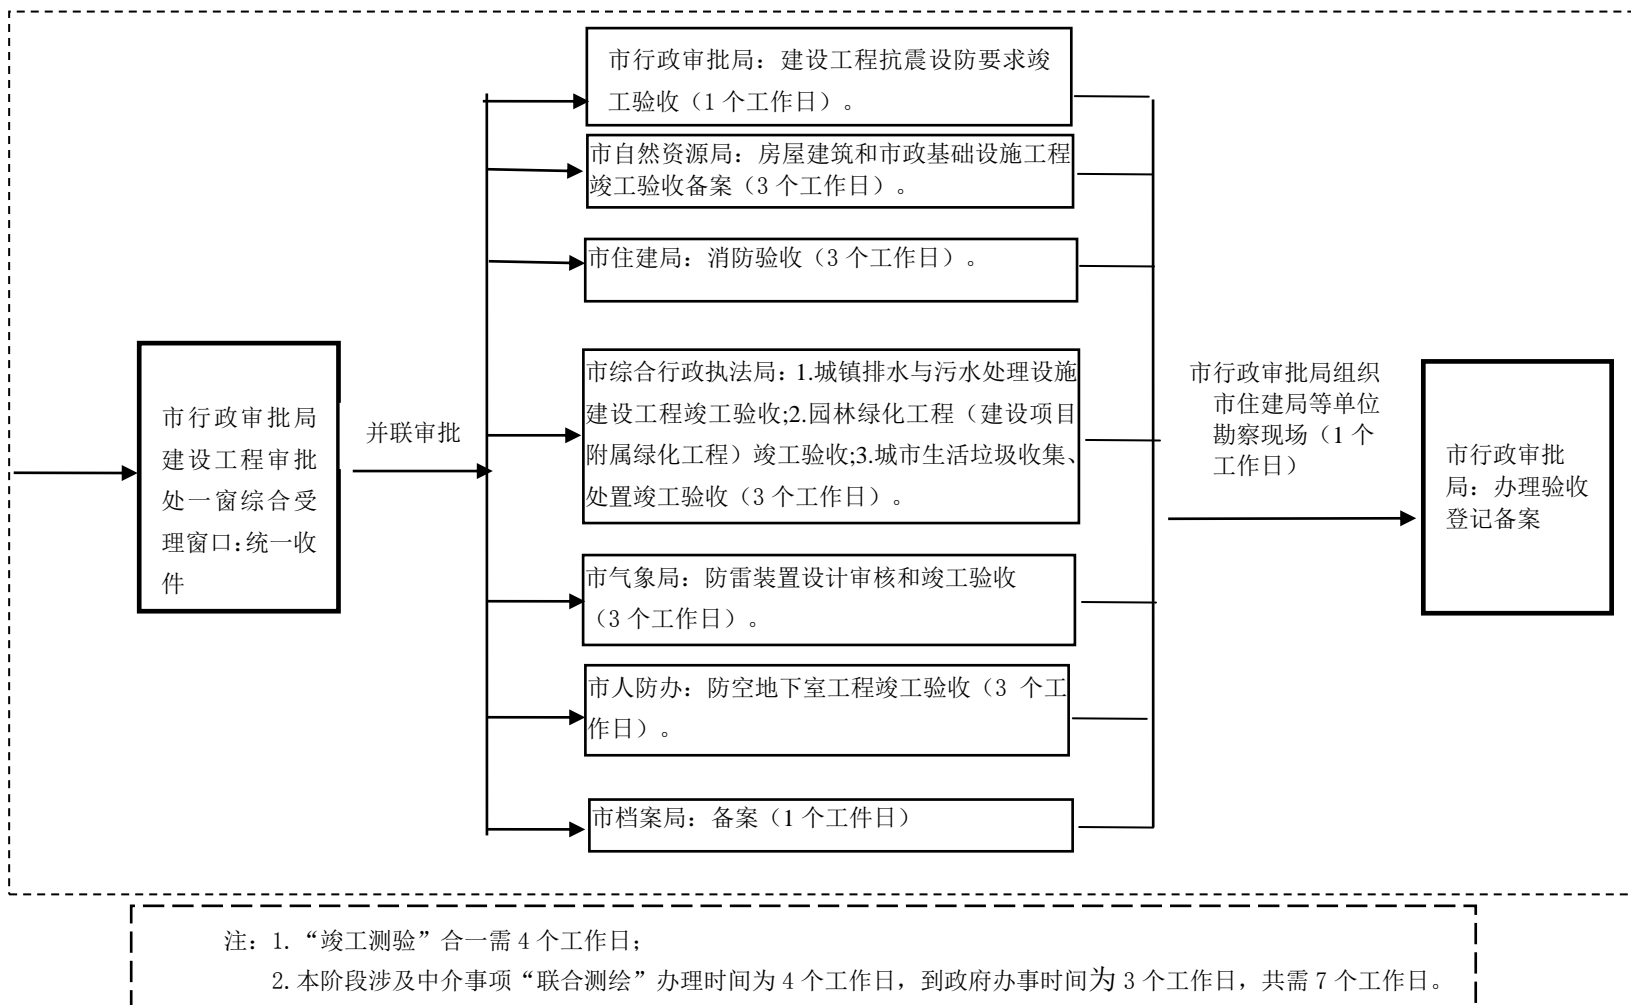 市行政审批局：建设工程抗震设防要求竣
工验收（1 个工作日）。
市自然资源局：房屋建筑和市政基础设施工程
竣工验收备案（3 个工作日）。
市住建局：消防验收（3 个工作日）。
市行政审批局
建设工程审批
处一窗综合受
理窗口:统一收
件
并联审批
市综合行政执法局：1.城镇排水与污水处理设施
建设工程竣工验收;2.园林绿化工程（建设项目
附属绿化工程）竣工验收;3.城市生活垃圾收集、
处置竣工验收（3 个工作日）。
市气象局：防雷装置设计审核和竣工验收
（3 个工作日）。
市人防办：防空地下室工程竣工验收（3 个工
作日）。
市档案局：备案（1 个工件日）
市行政审批局组织
市住建局等单位
勘察现场（1 个
工作日）
市行政审批
局：办理验收
登记备案
注：1.“竣工测验”合一需 4 个工作日；
2.本阶段涉及中介事项“联合测绘”办理时间为 4 个工作日，到政府办事时间为 3 个工作日，共需 7 个工作日。